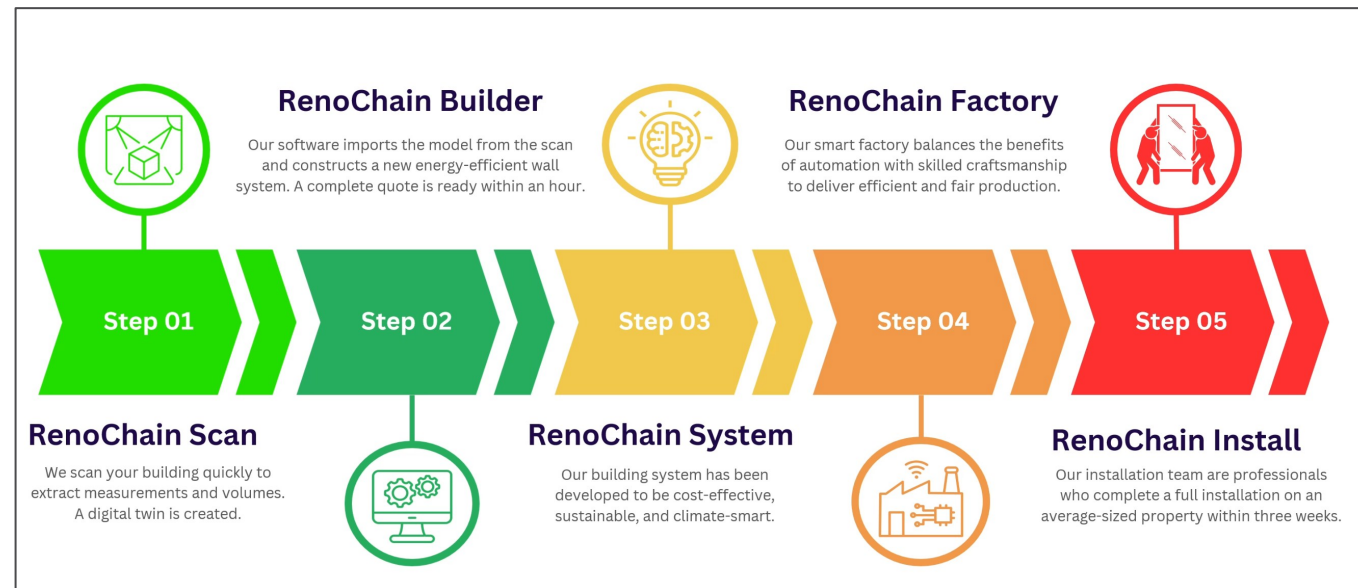 RenoChain Builder
Our software imports the model from the scan
and constructs a new energy-efficient wall
system. A complete quote is ready within an hour.
RenoChain Factory
Our smart factory balances the benefits
of automation with skilled craftsmanship
to deliver efficient and fair production.
Step 01
Step 02
Step 03
Step 04
Step 05
RenoChain Scan
We scan your building quickly to
extract measurements and volumes.
A digital twin is created.
RenoChain System
Our building system has been
developed to be cost-effective,
sustainable, and climate-smart.
RenoChain Install
Our installation team are professionals
who complete a full installation on an
average-sized property within three weeks.